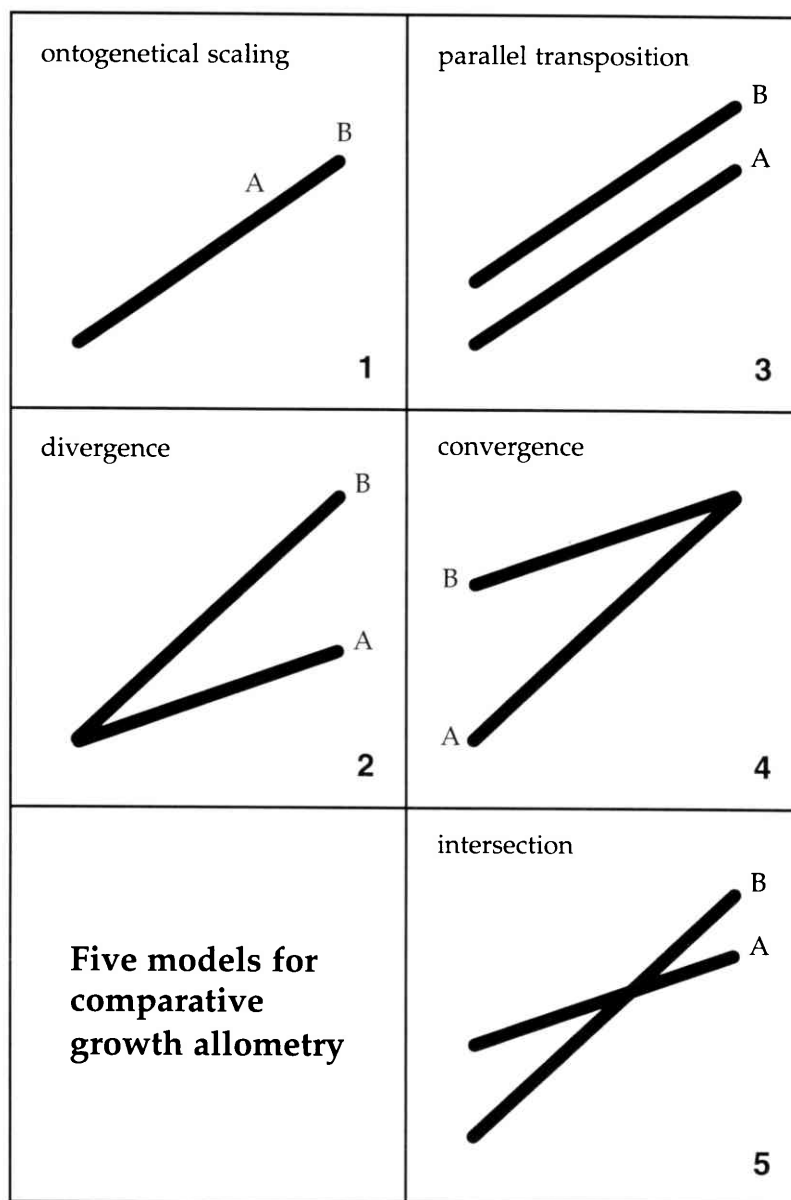 ontogenetical scaling
B
A
1
parallel transposition
B
A
3
divergence
B
A
2
convergence
B
A
4
Five models for
comparative
growth allometry
intersection
B
A
5